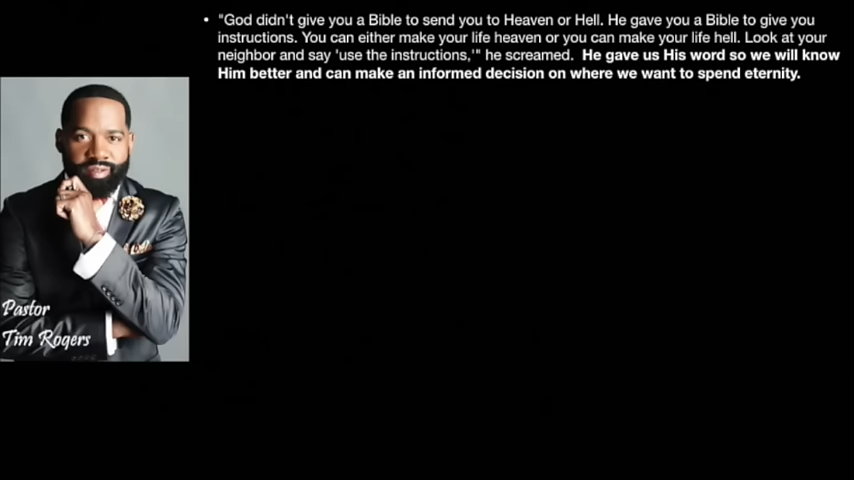 • "God didn't give you a Bible to send you to Heaven or Hell. He gave you a Bible to give you
instructions. You can either make your life heaven or you can make your life hell. Look at your
neighbor and say 'use the instructions,'" he screamed. He gave us His word so we will know
Him better and can make an informed decision on where we want to spend eternity.
Pastor
Tim Rogers